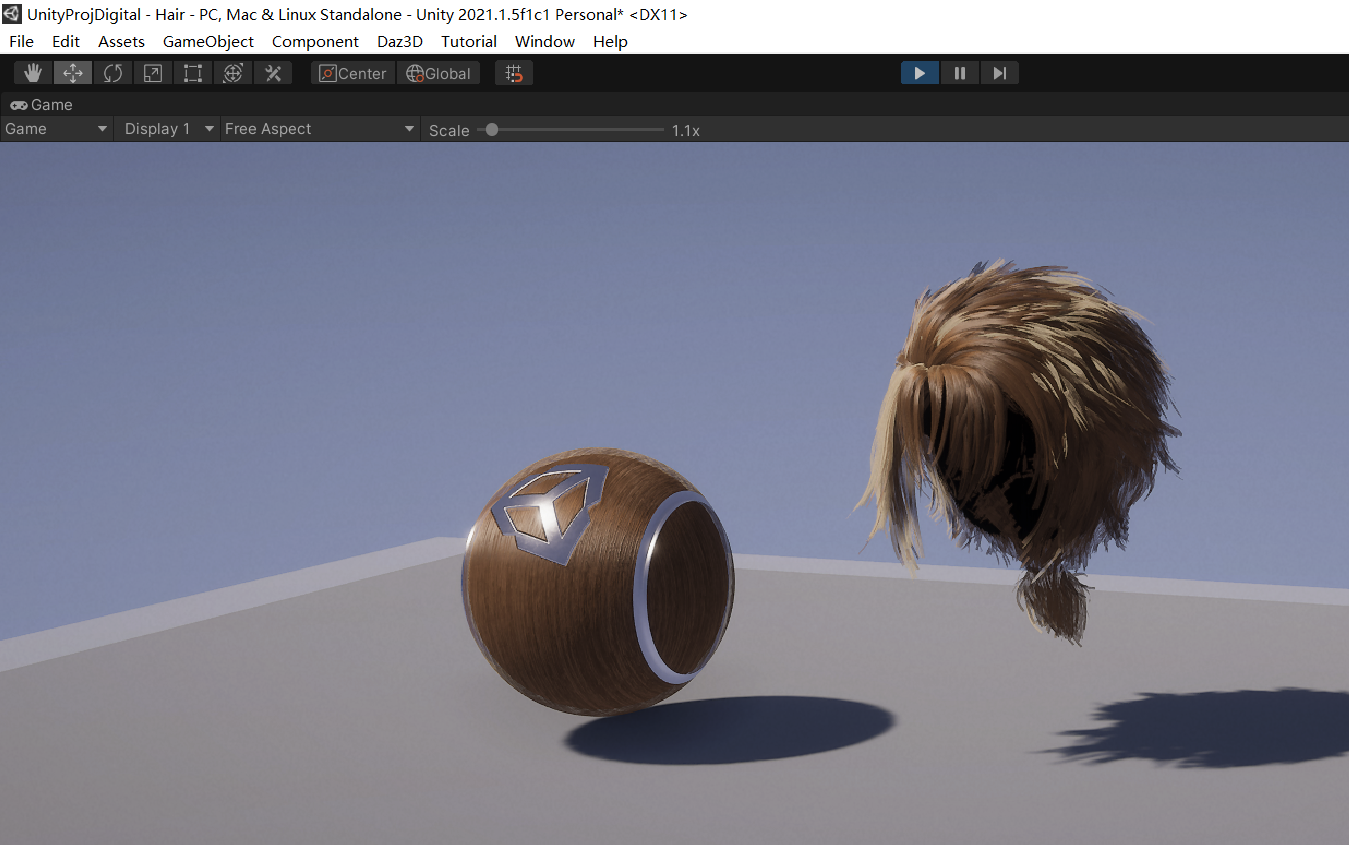 UnityProjDigital - Hair - PC, Mac & Linux Standalone - Unity 2021.1.5f1c1 Personal* <DX11>
File Edit Assets GameObject Component Daz3D Tutorial Window Help
Center Global
Game
Game Display 1 Free Aspect Scale 1.1x